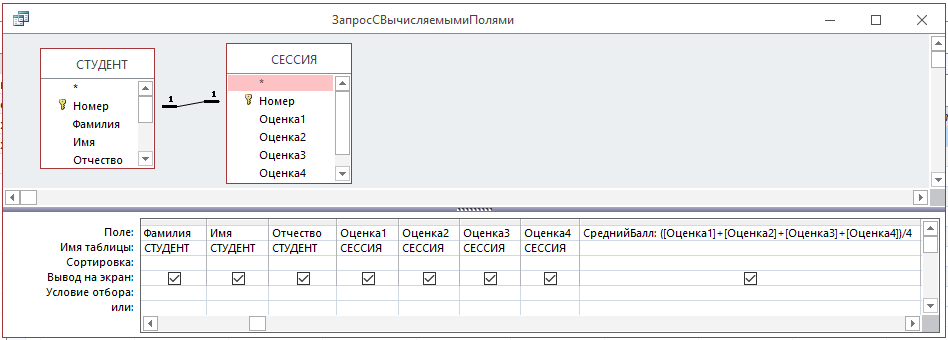 ЗапросСВычисляемымиПолями
СТУДЕНТ
*
Номер
Фамилия
Имя
Отчество
1 1
СЕССИЯ
*
Номер
Оценка1
Оценка2
Оценка3
Оценка4
Поле: Фамилия Имя Отчество Оценка1 Оценка2 Оценка3 Оценка4 СреднийБалл: ([Оценка1]+[Оценка2]+[Оценка3]+[Оценка4])/4
Имя таблицы: СТУДЕНТ СТУДЕНТ СТУДЕНТ СЕССИЯ СЕССИЯ СЕССИЯ СЕССИЯ
Сортировка:
Вывод на экран:
Условие отбора:
или: